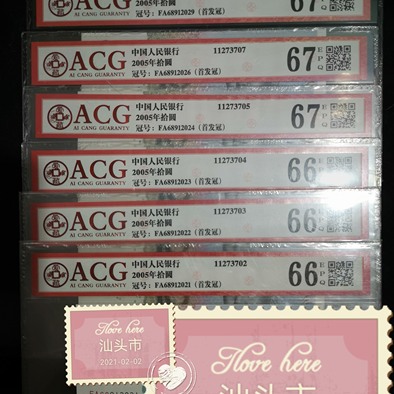 ACG
AI CANG GUARANTY
2005年拾圆
冠号：FA68912029（首发冠）
67
ACG
AI CANG GUARANTY
中国人民银行
2005年拾圆
冠号：FA68912026（首发冠）
11273707
67 EPQ
ACG
AI CANG GUARANTY
中国人民银行
2005年拾圆
冠号：FA68912024（首发冠）
11273705
67 EPQ
ACG
AI CANG GUARANTY
中国人民银行
2005年拾圆
冠号：FA68912023（首发冠）
11273704
66 EPQ
ACG
AI CANG GUARANTY
中国人民银行
2005年拾圆
冠号：FA68912022（首发冠）
11273703
66 EPQ
ACG
AI CANG GUARANTY
中国人民银行
2005年拾圆
冠号：FA68912021（首发冠）
11273702
66 EPQ
I love here
汕头市
2021-02-02
I love here
汕头市